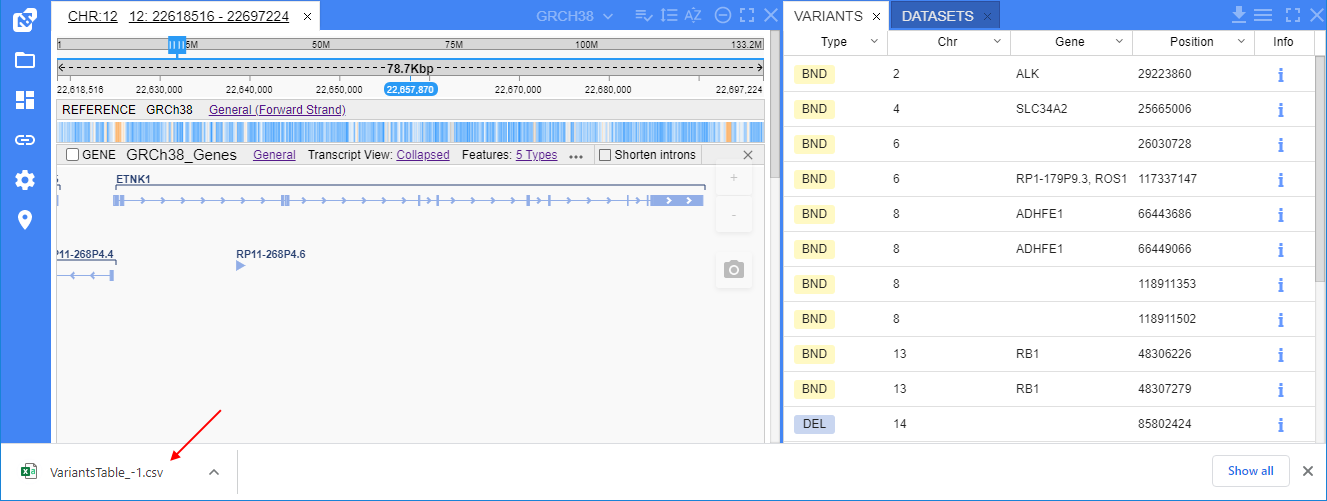 CHR:12 12: 22618516 - 22697224 × GRCH38
1 5M 50M 75M 100M 133.2M
78.7Kbp
22,618,516 22,630,000 22,640,000 22,650,000 22,657,870 22,670,000 22,680,000 22,697,224
REFERENCE GRCh38 General (Forward Strand)
GENE GRCh38_Genes General Transcript View: Collapsed Features: 5 Types ••• Shorten introns ×
ETNK1
+
-
P11-268P4.4 RP11-268P4.6
VARIANTS × DATASETS ×
Type Chr Gene Position Info
BND 2 ALK 29223860 i
BND 4 SLC34A2 25665006 i
BND 6 26030728 i
BND 6 RP1-179P9.3, ROS1 117337147 i
BND 8 ADHFE1 66443686 i
BND 8 ADHFE1 66449066 i
BND 8 118911353 i
BND 8 118911502 i
BND 13 RB1 48306226 i
BND 13 RB1 48307279 i
DEL 14 85802424 i
VariantsTable_-1.csv Show all ×